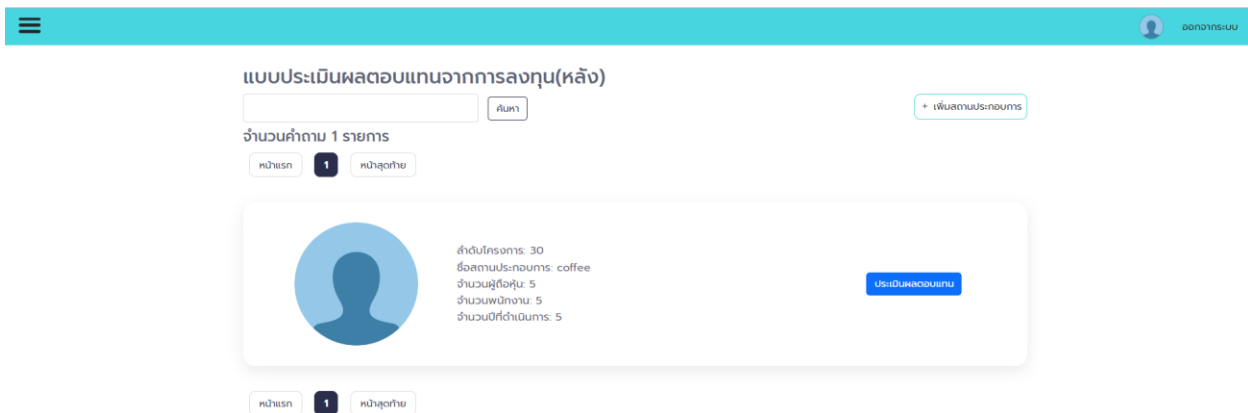 ออกจากระบบ
แบบประเมินผลตอบแทนจากการลงทุน(หลัง)
ค้นหา
+ เพิ่มสถานประกอบการ
จำนวนคำถาม 1 รายการ
หน้าแรก 1 หน้าสุดท้าย
ลำดับโครงการ: 30
ชื่อสถานประกอบการ: coffee
จำนวนผู้ถือหุ้น: 5
จำนวนพนักงาน: 5
จำนวนปีที่ดำเนินการ: 5
ประเมินผลตอบแทน
หน้าแรก 1 หน้าสุดท้าย